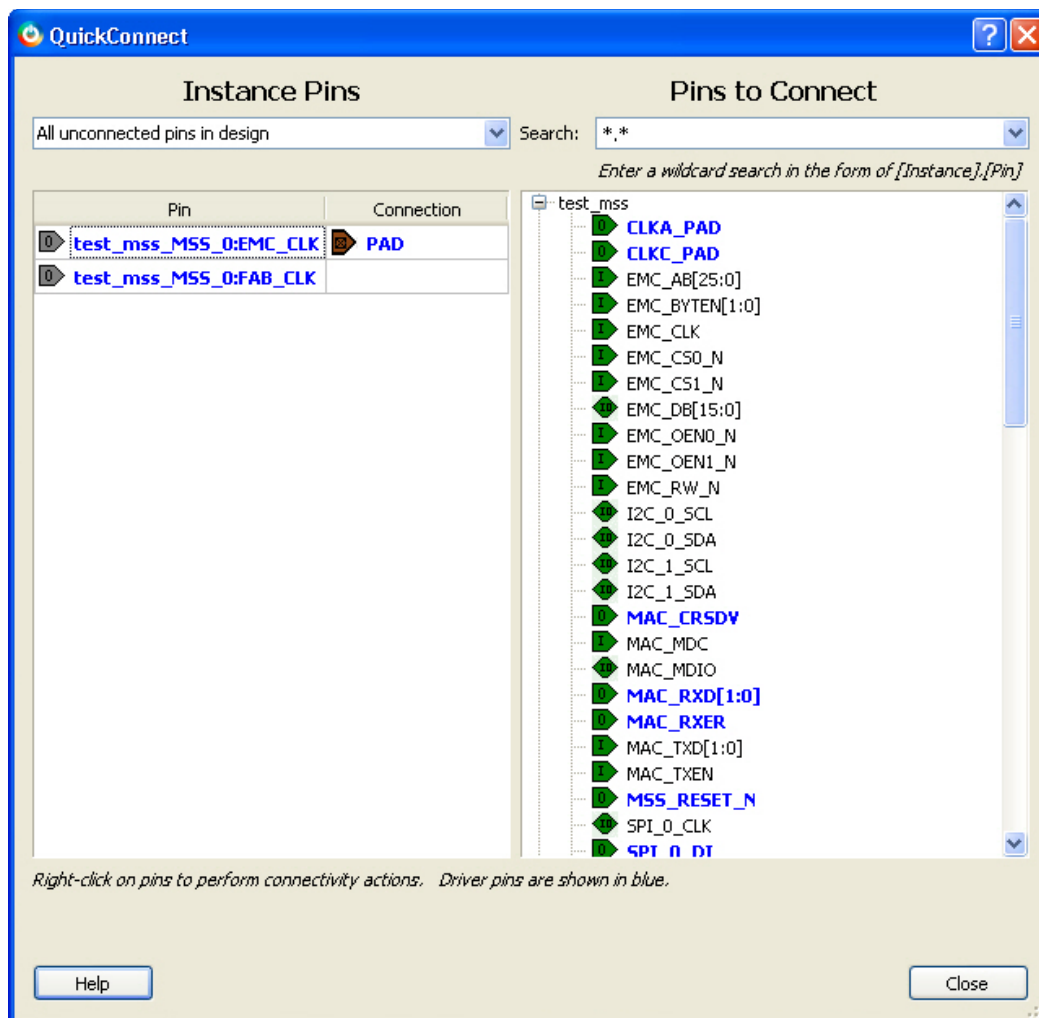 QuickConnect
Instance Pins
Pins to Connect
All unconnected pins in design
Search: *.*
Enter a wildcard search in the form of [Instance].[Pin]
Pin Connection
test_mss_MSS_0:EMC_CLK PAD
test_mss_MSS_0:FAB_CLK
test_mss
CLKA_PAD
CLKC_PAD
EMC_AB[25:0]
EMC_BYTEN[1:0]
EMC_CLK
EMC_CS0_N
EMC_CS1_N
EMC_DB[15:0]
EMC_OEN0_N
EMC_OEN1_N
EMC_RW_N
I2C_0_SCL
I2C_0_SDA
I2C_1_SCL
I2C_1_SDA
MAC_CRSDV
MAC_MDC
MAC_MDIO
MAC_RXD[1:0]
MAC_RXER
MAC_TXD[1:0]
MAC_TXEN
MSS_RESET_N
SPI_0_CLK
SPI_0_DI
Right-click on pins to perform connectivity actions. Driver pins are shown in blue.
Help
Close